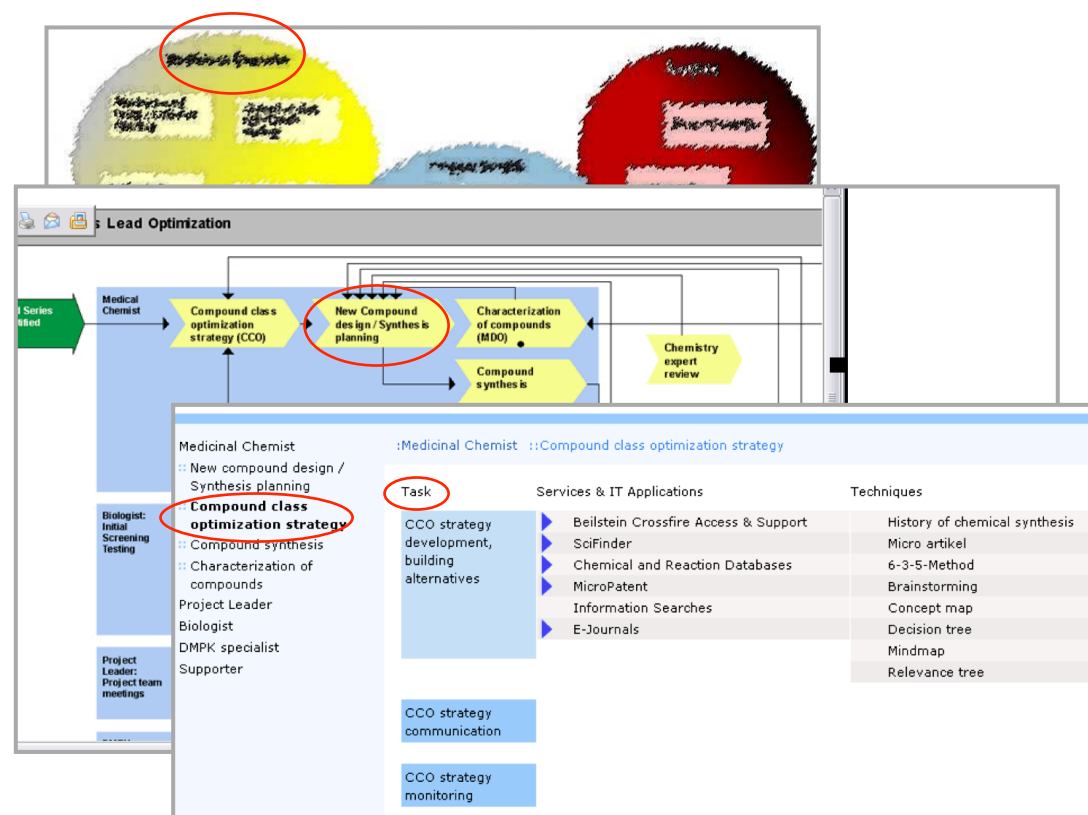 s Lead Optimization
Series
Medical
Chemist
Compound class
optimization
strategy (CCO)
New Compound
design / Synthesis
planning
Characterization
of compounds
(MDO)
Chemistry
expert
review
Compound
synthesis
Biologist:
Initial
Screening
Testing
Project
Leader:
Project team
meetings
Medicinal Chemist
:: New compound design /
Synthesis planning
:: Compound class
optimization strategy
:: Compound synthesis
:: Characterization of
compounds
Project Leader
Biologist
DMPK specialist
Supporter
:Medicinal Chemist ::Compound class optimization strategy
Task Services & IT Applications Techniques
CCO strategy
development,
building
alternatives
Beilstein Crossfire Access & Support
SciFinder
Chemical and Reaction Databases
MicroPatent
Information Searches
E-Journals
History of chemical synthesis
Micro artikel
6-3-5-Method
Brainstorming
Concept map
Decision tree
Mindmap
Relevance tree
CCO strategy
communication
CCO strategy
monitoring